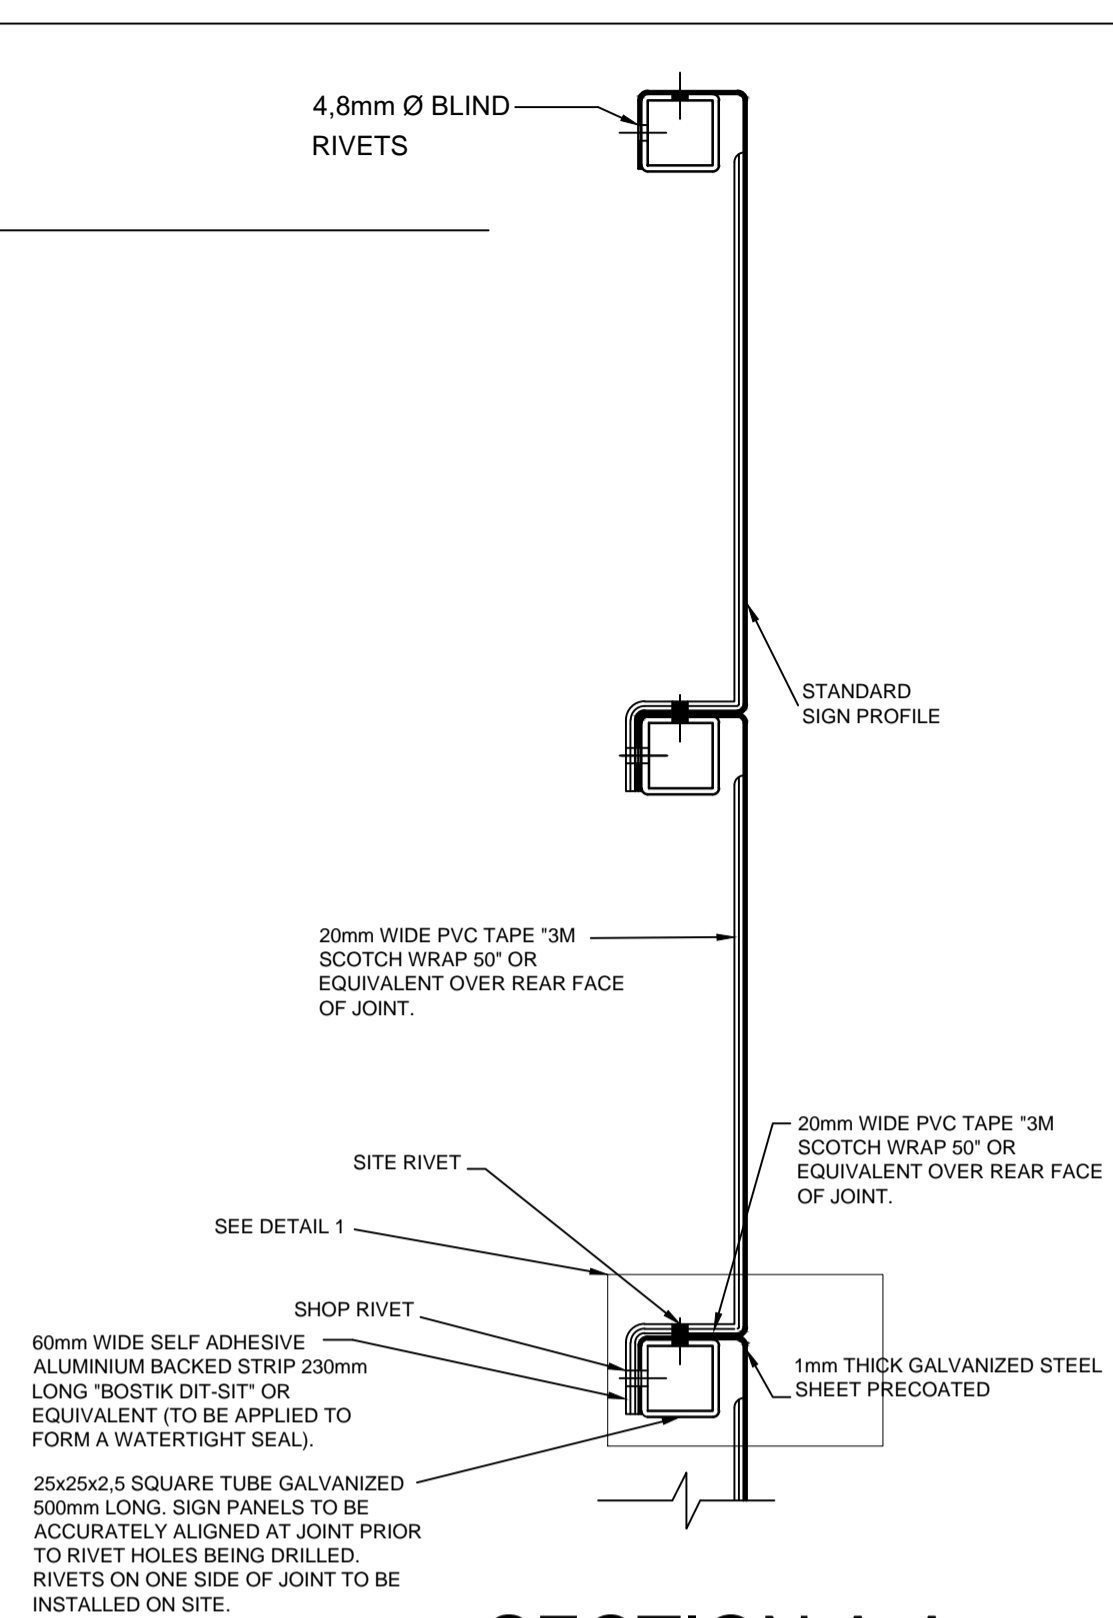 4,8mm Ø BLIND
RIVETS
STANDARD
SIGN PROFILE
20mm WIDE PVC TAPE "3M
SCOTCH WRAP 50" OR
EQUIVALENT OVER REAR FACE
OF JOINT.
20mm WIDE PVC TAPE "3M
SCOTCH WRAP 50" OR
EQUIVALENT OVER REAR FACE
OF JOINT.
SITE RIVET
SEE DETAIL 1
SHOP RIVET
60mm WIDE SELF ADHESIVE
ALUMINIUM BACKED STRIP 230mm
LONG "BOSTIK DIT-SIT" OR
EQUIVALENT (TO BE APPLIED TO
FORM A WATERTIGHT SEAL).
1mm THICK GALVANIZED STEEL
SHEET PRECOATED
25x25x2,5 SQUARE TUBE GALVANIZED
500mm LONG. SIGN PANELS TO BE
ACCURATELY ALIGNED AT JOINT PRIOR
TO RIVET HOLES BEING DRILLED.
RIVETS ON ONE SIDE OF JOINT TO BE
INSTALLED ON SITE.